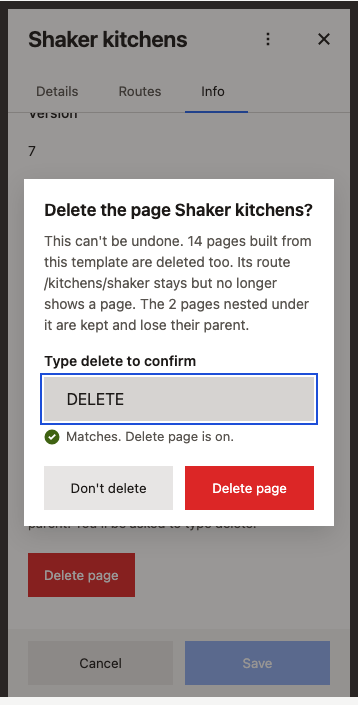 Shaker kitchens
Details Routes Info
Version
7
Delete the page Shaker kitchens?
This can't be undone. 14 pages built from
this template are deleted too. Its route
/kitchens/shaker stays but no longer
shows a page. The 2 pages nested under
it are kept and lose their parent.
Type delete to confirm
DELETE
Matches. Delete page is on.
Don't delete Delete page
parent. You'll be asked to type delete.
Delete page
Cancel Save